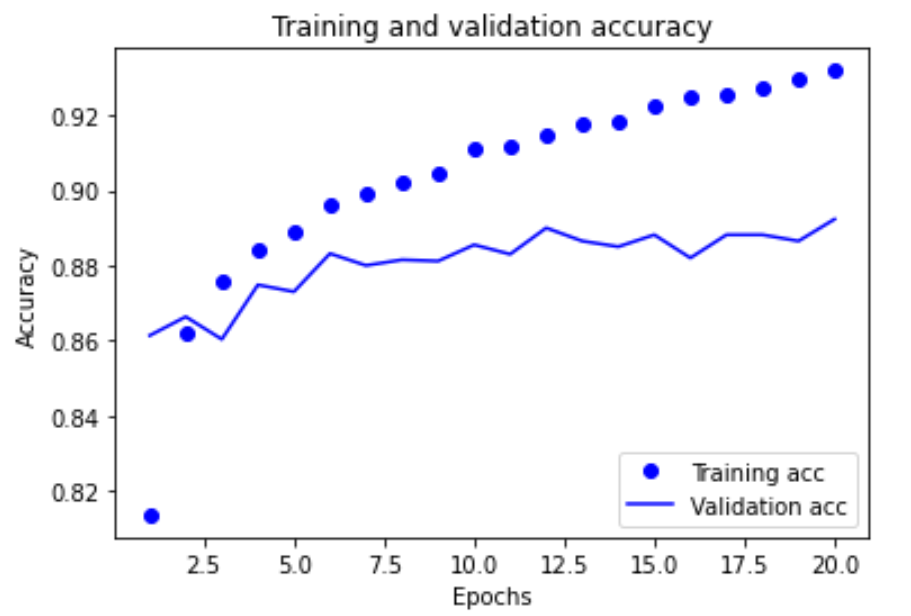 Training and validation accuracy
Accuracy
0.92
0.90
0.88
0.86
0.84
0.82
Training acc
Validation acc
2.5 5.0 7.5 10.0 12.5 15.0 17.5 20.0
Epochs